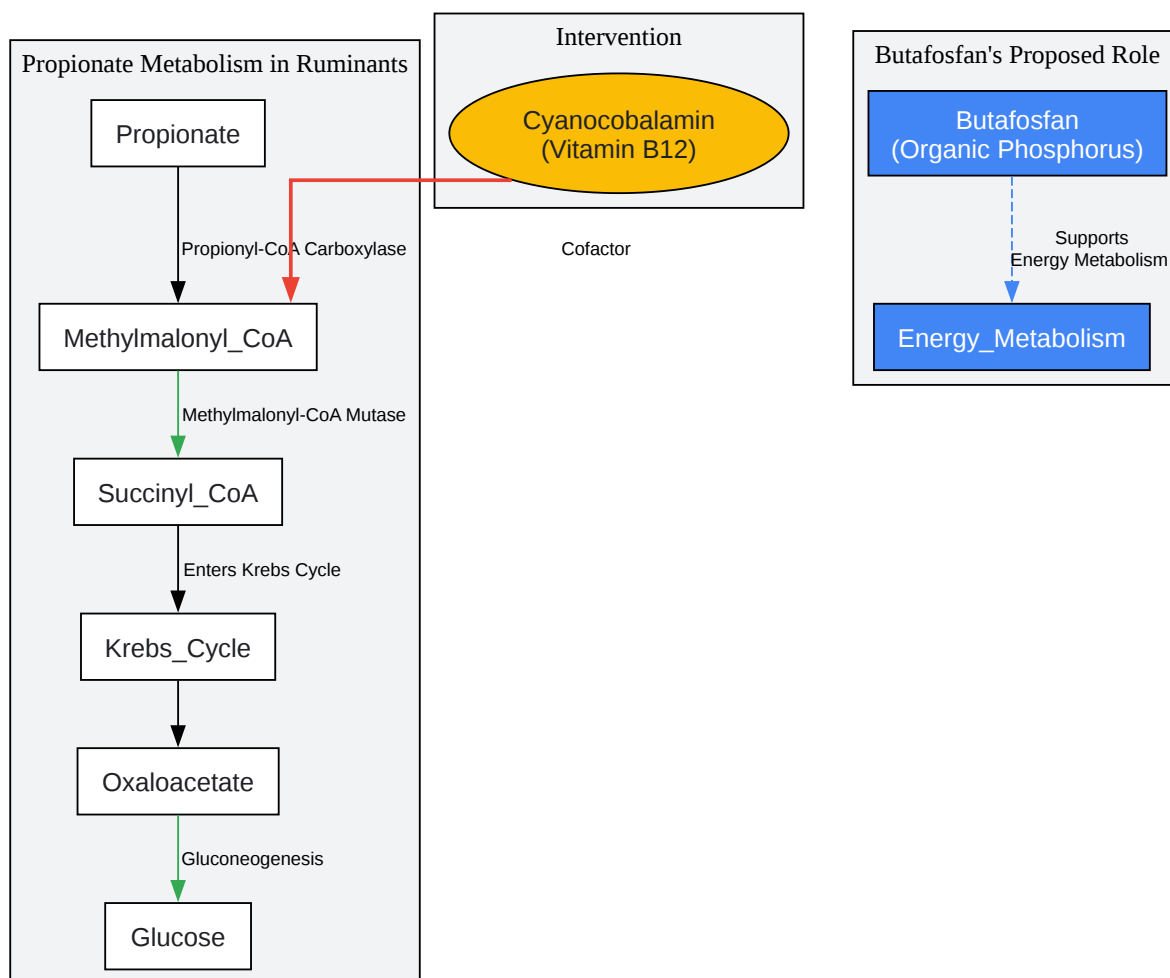 Propionate Metabolism in Ruminants
Propionate
Propionyl-CoA Carboxylase
Methylmalonyl_CoA
Methylmalonyl-CoA Mutase
Succinyl_CoA
Enters Krebs Cycle
Krebs_Cycle
Oxaloacetate
Gluconeogenesis
Glucose
Intervention
Cyanocobalamin
(Vitamin B12)
Cofactor
Butafosfan's Proposed Role
Butafosfan
(Organic Phosphorus)
Supports
Energy Metabolism
Energy_Metabolism